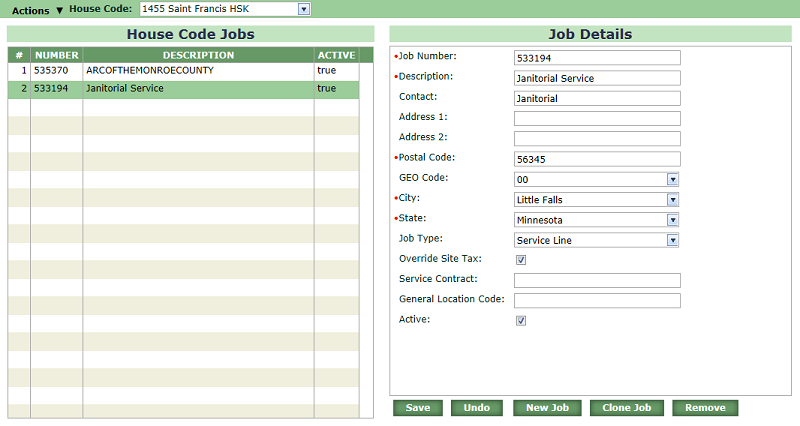 Actions ▼ House Code: 1455 Saint Francis HSK
House Code Jobs
# NUMBER DESCRIPTION ACTIVE
1 535370 ARCOFTHEMONROECOUNTY true
2 533194 Janitorial Service true
Job Details
•Job Number: 533194
•Description: Janitorial Service
Contact: Janitorial
Address 1:
Address 2:
•Postal Code: 56345
GEO Code: 00
•City: Little Falls
•State: Minnesota
Job Type: Service Line
Override Site Tax:
Service Contract:
General Location Code:
Active:
Save Undo New Job Clone Job Remove